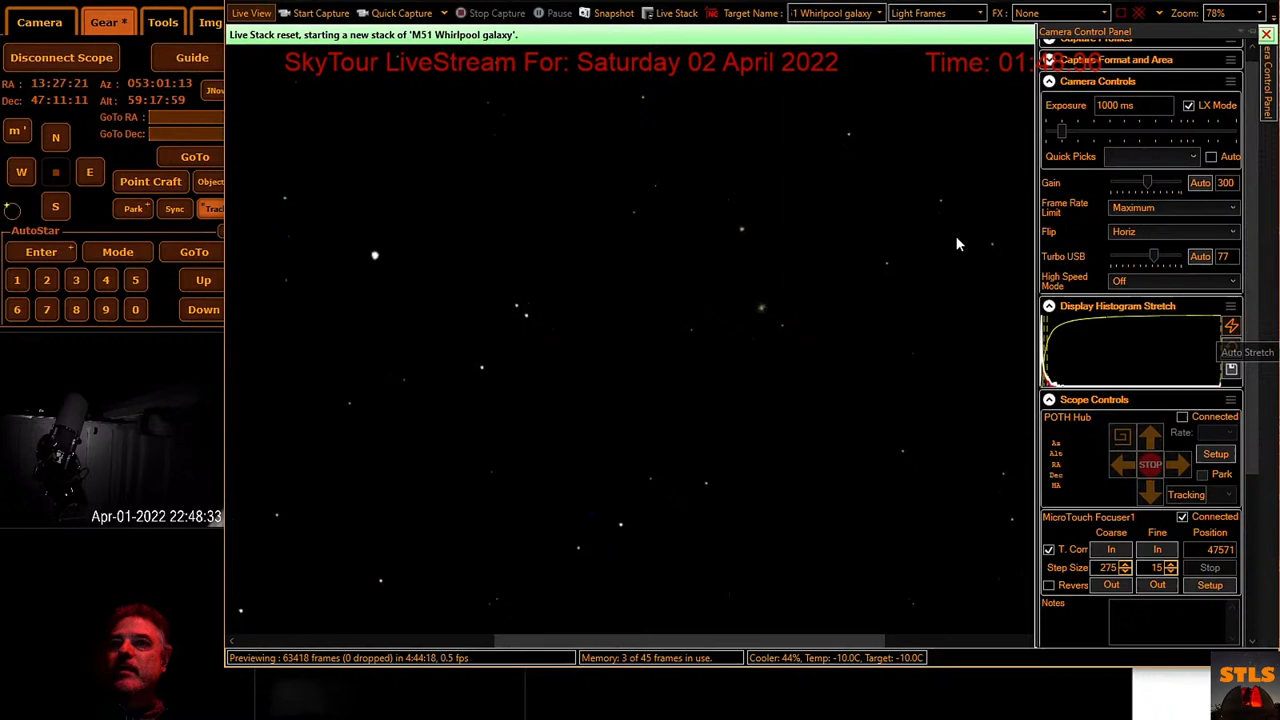 Camera
Gear *
Tools
Img
Disconnect Scope
Guide
RA : 13:27:21
Az : 053:01:13
Dec: 47:11:11
Alt: 59:17:59
JNov
GoTo RA :
GoTo Dec:
m '
N
W
E
S
GoTo
Point Craft
Object
Park +
Sync
Track
AutoStar
Enter +
Mode
GoTo
1 2 3 4 5 Up
6 7 8 9 0 Down
Apr-01-2022 22:48:33
Live View
Start Capture
Quick Capture
Stop Capture
Pause
Snapshot
Live Stack
Target Name :
-1 Whirlpool galaxy*
Light Frames
FX : None
Zoom: 78%
Live Stack reset, starting a new stack of 'M51 Whirlpool galaxy'.
SkyTour LiveStream For: Saturday 02 April 2022
Previewing : 63418 frames (0 dropped) in 4:44:18, 0.5 fps
Memory: 3 of 45 frames in use.
Cooler: 44%, Temp: -10.0C, Target: -10.0C
Camera Control Panel
Capture Format and Area
Camera Controls
Exposure 1000 ms LX Mode
Quick Picks Auto
Gain Auto 300
Frame Rate Limit Maximum
Flip Horiz
Turbo USB Auto 77
High Speed Mode Off
Display Histogram Stretch
Auto Stretch
Scope Controls
POTH Hub Connected
Rate:
Az
Alt
RA
Dec
HA
STOP
Setup
Park
Tracking
MicroTouch Focuser1 Connected
Coarse Fine Position
T. Con In In 47571
Step Size 275 15 Stop
Revers Out Out Setup
Notes
STLS